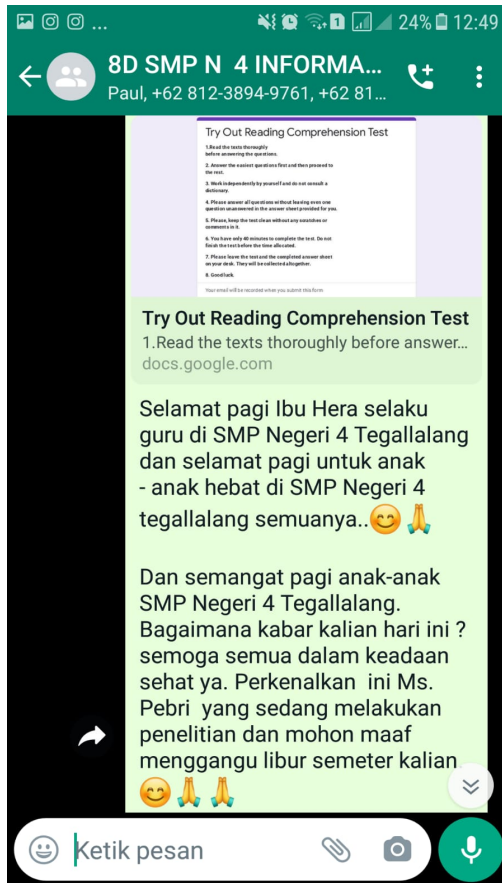 ... 1 24% 12:49
8D SMP N 4 INFORMA...
Paul, +62 812-3894-9761, +62 81...
Try Out Reading Comprehension Test
1.Read the texts thoroughly
before answering the questions.
2. Answer the easiest questions first and then proceed to
the rest.
3. Work independently by yourself and do not consult a
dictionary.
4. Please answer all questions without leaving even one
question unanswered in the answer sheet provided for you.
5. Please, keep the test clean without any scratches or
comments in it.
6. You have only 40 minutes to complete the test. Do not
finish the test before the time allocated.
7. Please leave the test and the completed answer sheet
on your desk. They will be collected altogether.
8. Good luck.
Your email will be recorded when you submit this form
Try Out Reading Comprehension Test
1.Read the texts thoroughly before answer...
docs.google.com
Selamat pagi Ibu Hera selaku
guru di SMP Negeri 4 Tegallalang
dan selamat pagi untuk anak
- anak hebat di SMP Negeri 4
tegallalang semuanya..😊🙏
Dan semangat pagi anak-anak
SMP Negeri 4 Tegallalang.
Bagaimana kabar kalian hari ini ?
semoga semua dalam keadaan
sehat ya. Perkenalkan  ini Ms.
Pebri  yang sedang melakukan
penelitian dan mohon maaf
menggangu libur semeter kalian
😊🙏🙏
Ketik pesan